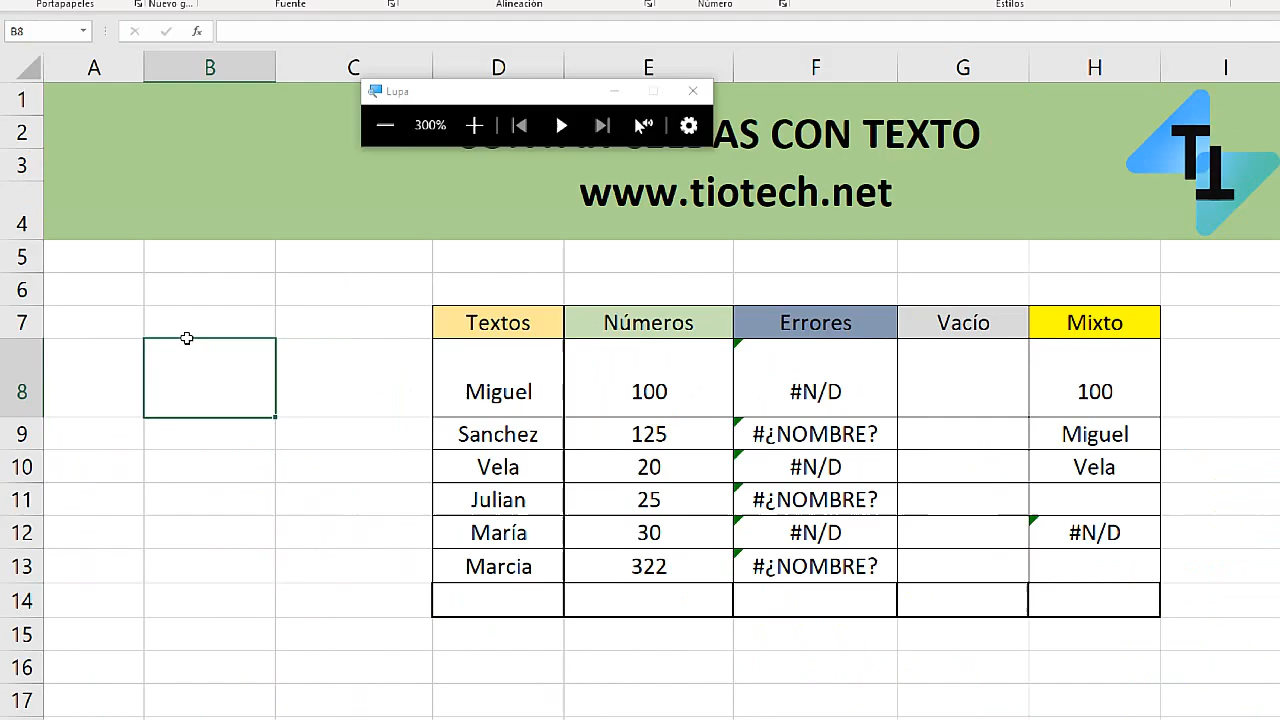 Portapapeles Nuevo g... Fuente Alineación Número Estilos
B8 fx
A B C D E F G H I
Lupa
300%
AS CON TEXTO
www.tiotech.net
1
2
3
4
5
6
7 Textos Números Errores Vacío Mixto
8 Miguel 100 #N/D 100
9 Sanchez 125 #¿NOMBRE? Miguel
10 Vela 20 #N/D Vela
11 Julian 25 #¿NOMBRE?
12 María 30 #N/D #N/D
13 Marcia 322 #¿NOMBRE?
14
15
16
17